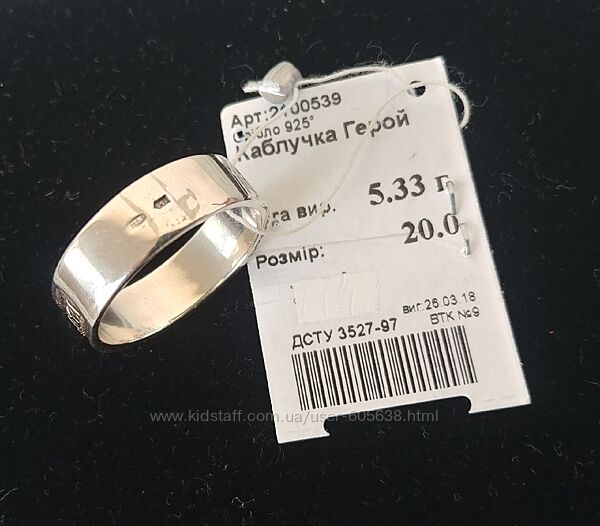 Арт:2100539
925°
Каблучка Герой
вир. 5.33 г
Розмір: 20.0
виг.26.03.18
ДСТУ 3527-97 ВТК №9
www.kidstaff.com.ua/user-605638.html